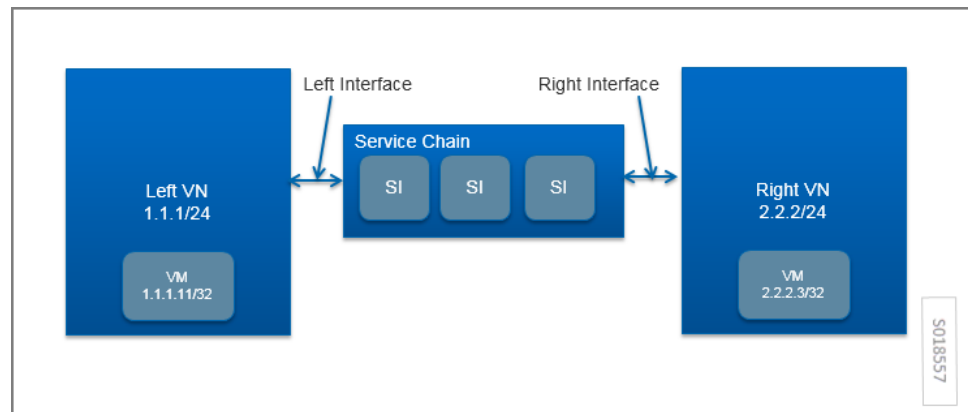 Left Interface
Right Interface
Service Chain
SI
SI
SI
Left VN
1.1.1/24
VM
1.1.1.11/32
Right VN
2.2.2/24
VM
2.2.2.3/32
S018557